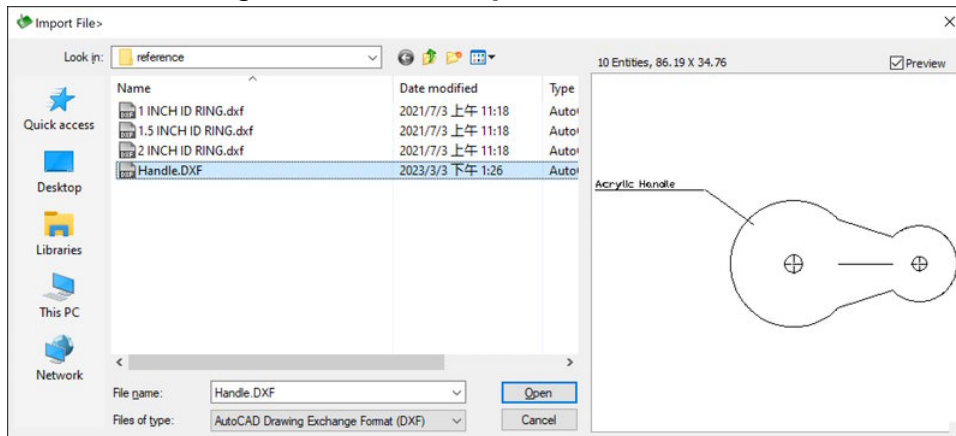 Import File>
Look in: reference
10 Entities, 86.19 X 34.76
Preview
Name Date modified Type
1 INCH ID RING.dxf 2021/7/3 上午 11:18 Auto
1.5 INCH ID RING.dxf 2021/7/3 上午 11:18 Auto
2 INCH ID RING.dxf 2021/7/3 上午 11:18 Auto
Handle.DXF 2023/3/3 下午 1:26 Auto
Quick access
Desktop
Libraries
This PC
Network
Acrylic Handle
File name: Handle.DXF Open
Files of type: AutoCAD Drawing Exchange Format (DXF) Cancel